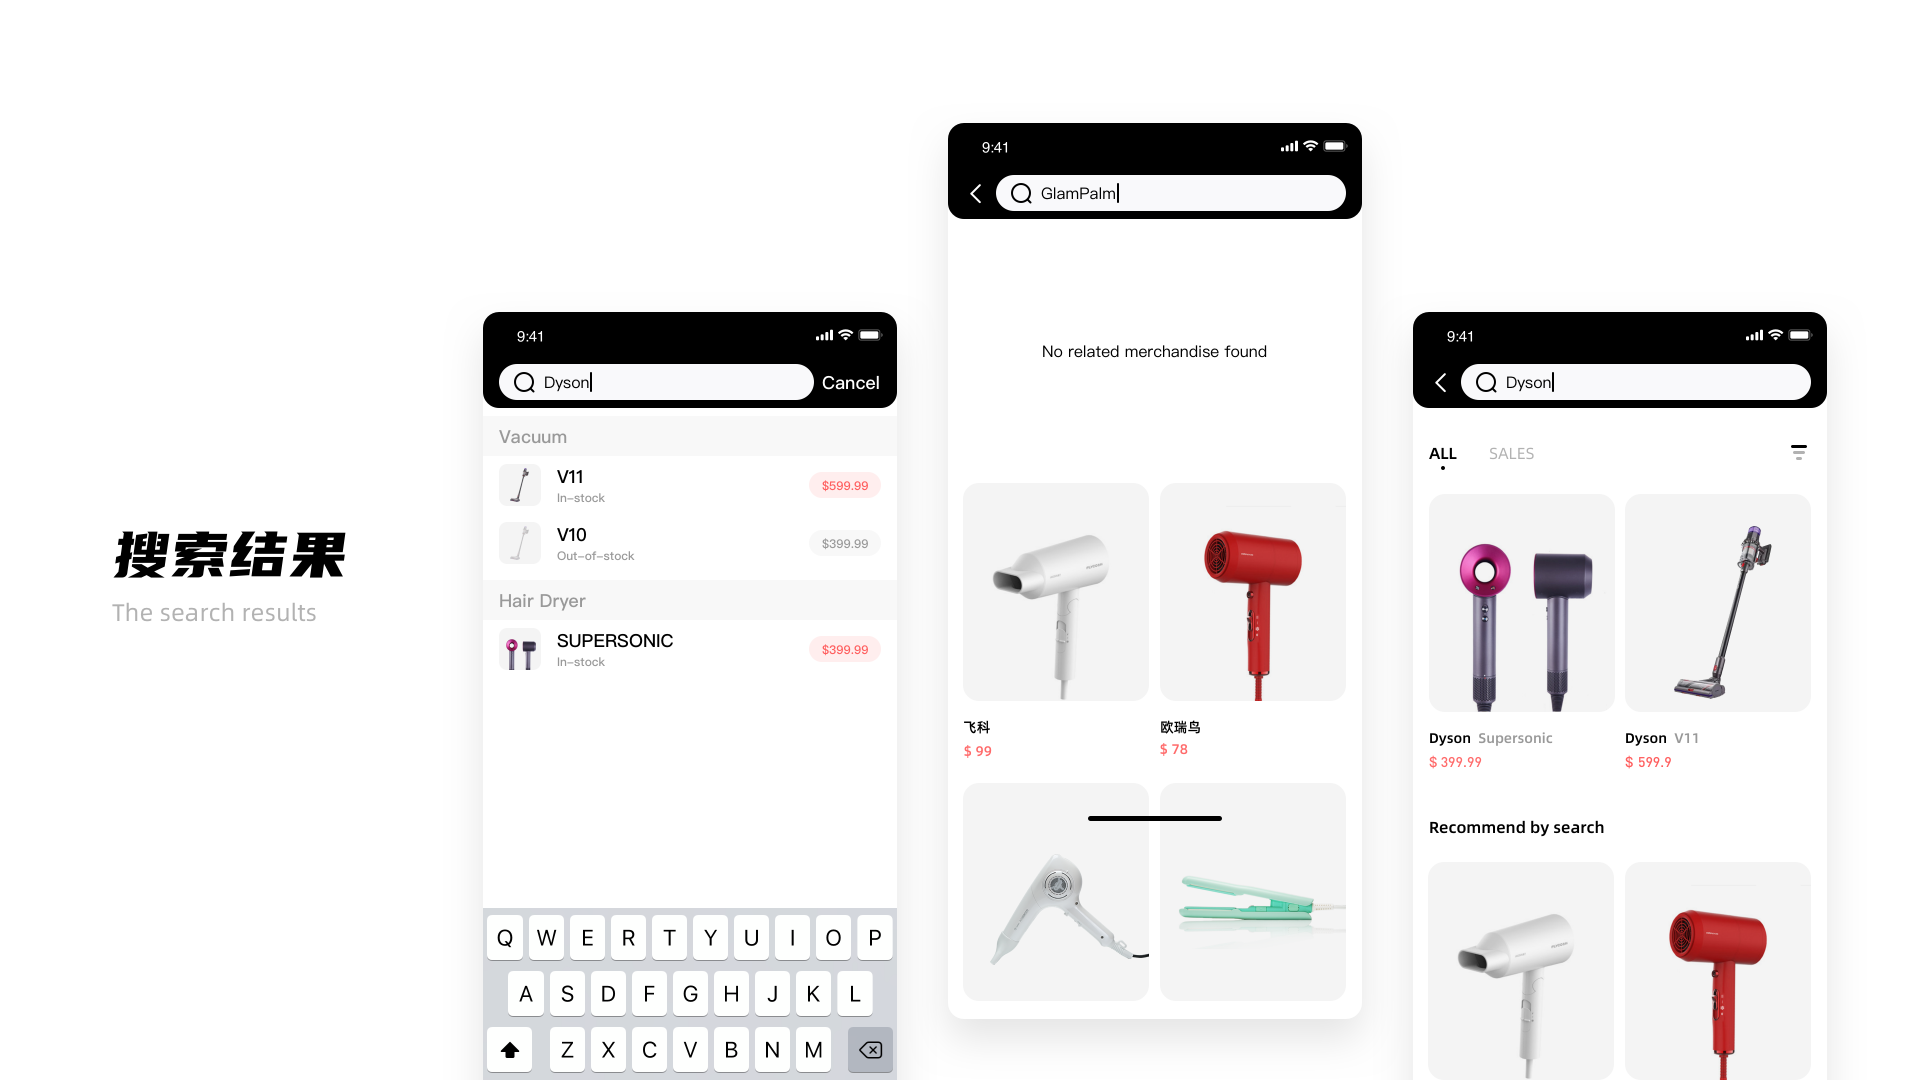 搜索结果
The search results
9:41
Dyson
Cancel
Vacuum
V11
In-stock
$599.99
V10
Out-of-stock
$399.99
Hair Dryer
SUPERSONIC
In-stock
$399.99
Q W E R T Y U I O P
A S D F G H J K L
Z X C V B N M
9:41
GlamPalm
No related merchandise found
飞科
$ 99
欧瑞鸟
$ 78
9:41
Dyson
ALL
SALES
Dyson Supersonic
$ 399.99
Dyson V11
$ 599.9
Recommend by search